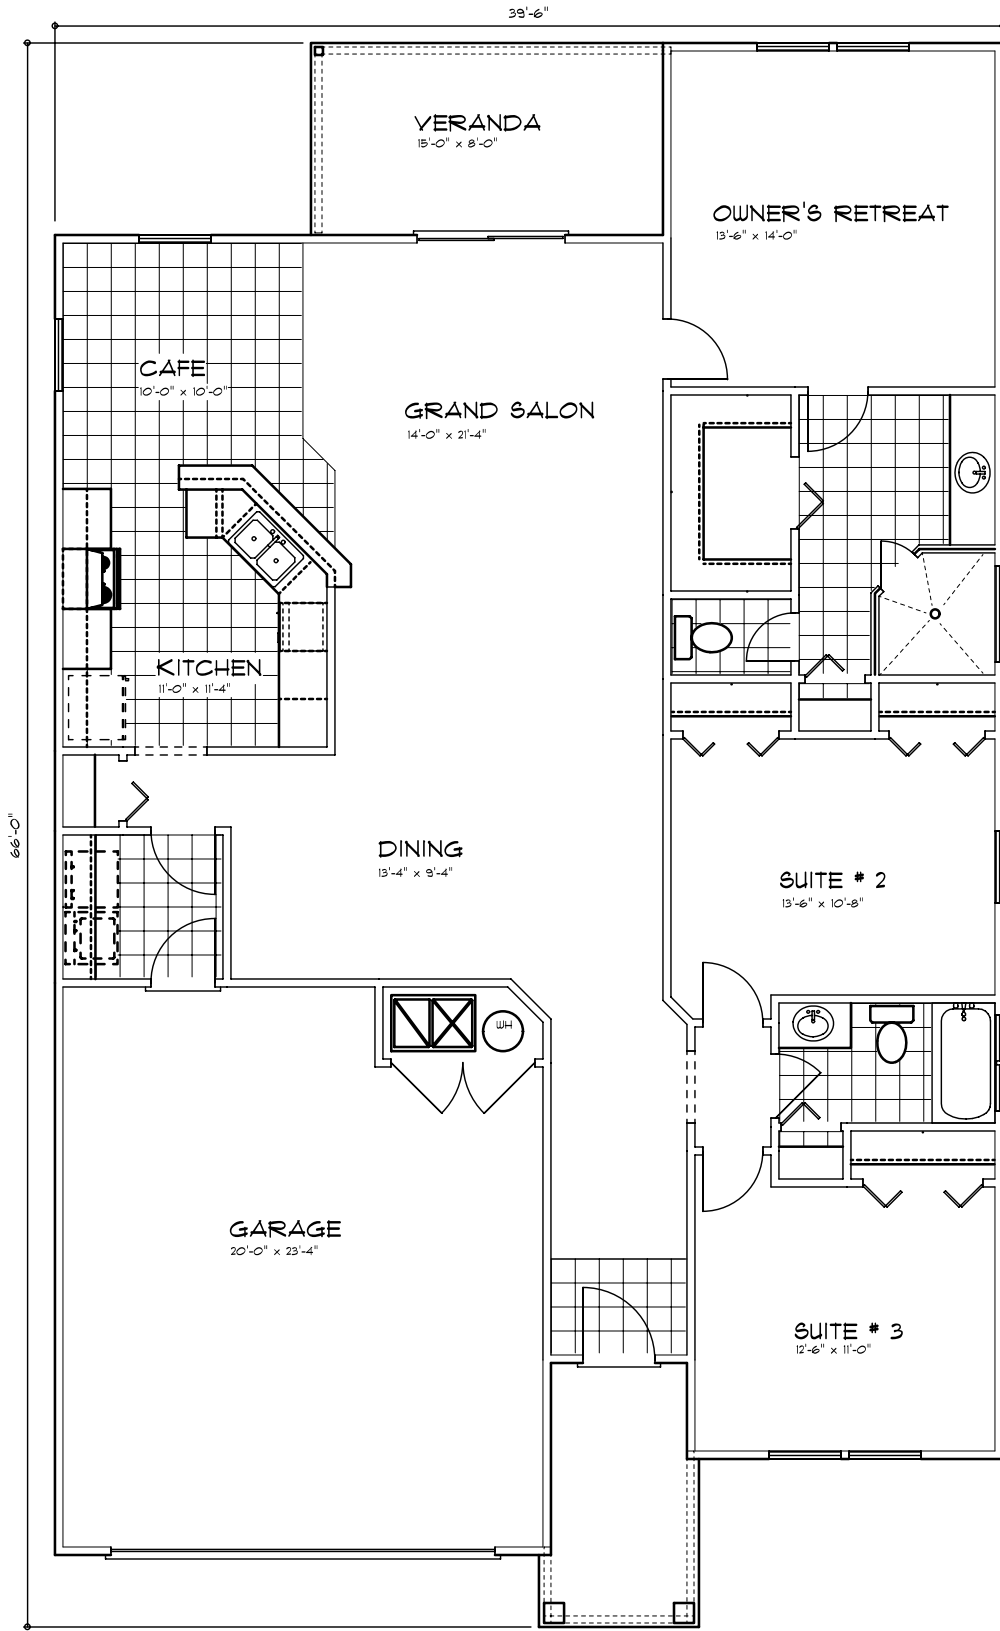 39'-6"
VERANDA
15'-0" x 8'-0"
OWNER'S RETREAT
13'-6" x 14'-0"
CAFE
10'-0" x 10'-0"
GRAND SALON
14'-0" x 21'-4"
KITCHEN
11'-0" x 11'-4"
66'-0"
DINING
13'-4" x 9'-4"
SUITE # 2
13'-6" x 10'-8"
WH
GARAGE
20'-0" x 23'-4"
SUITE # 3
12'-6" x 11'-0"